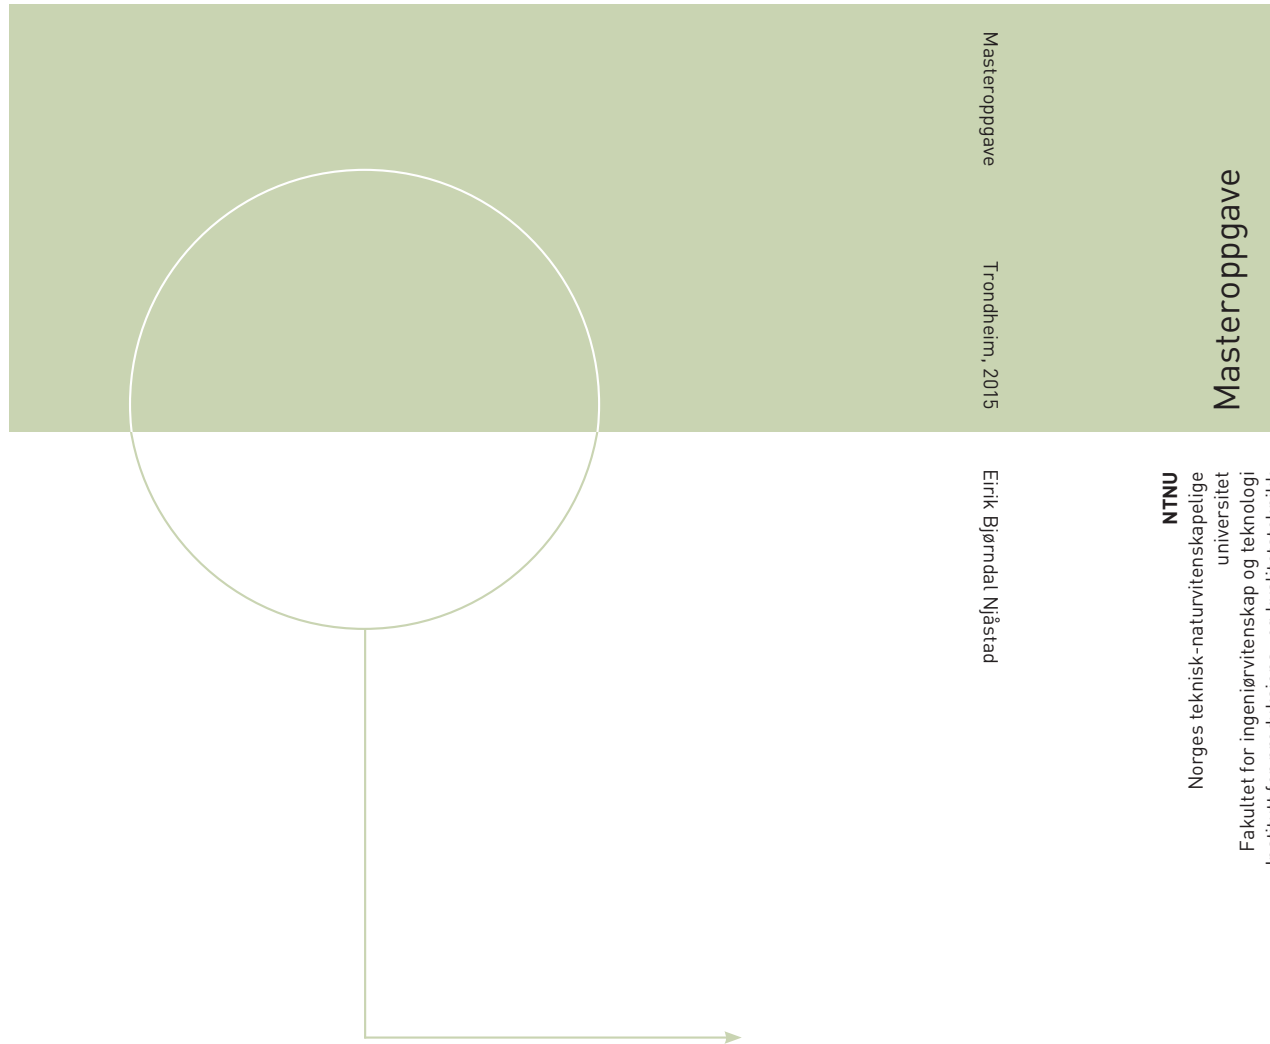 Masteroppgave
Trondheim, 2015
Eirik Bjørndal Njåstad
Masteroppgave
NTNU
Norges teknisk-naturvitenskapelige
universitet
Fakultet for ingeniørvitenskap og teknologi